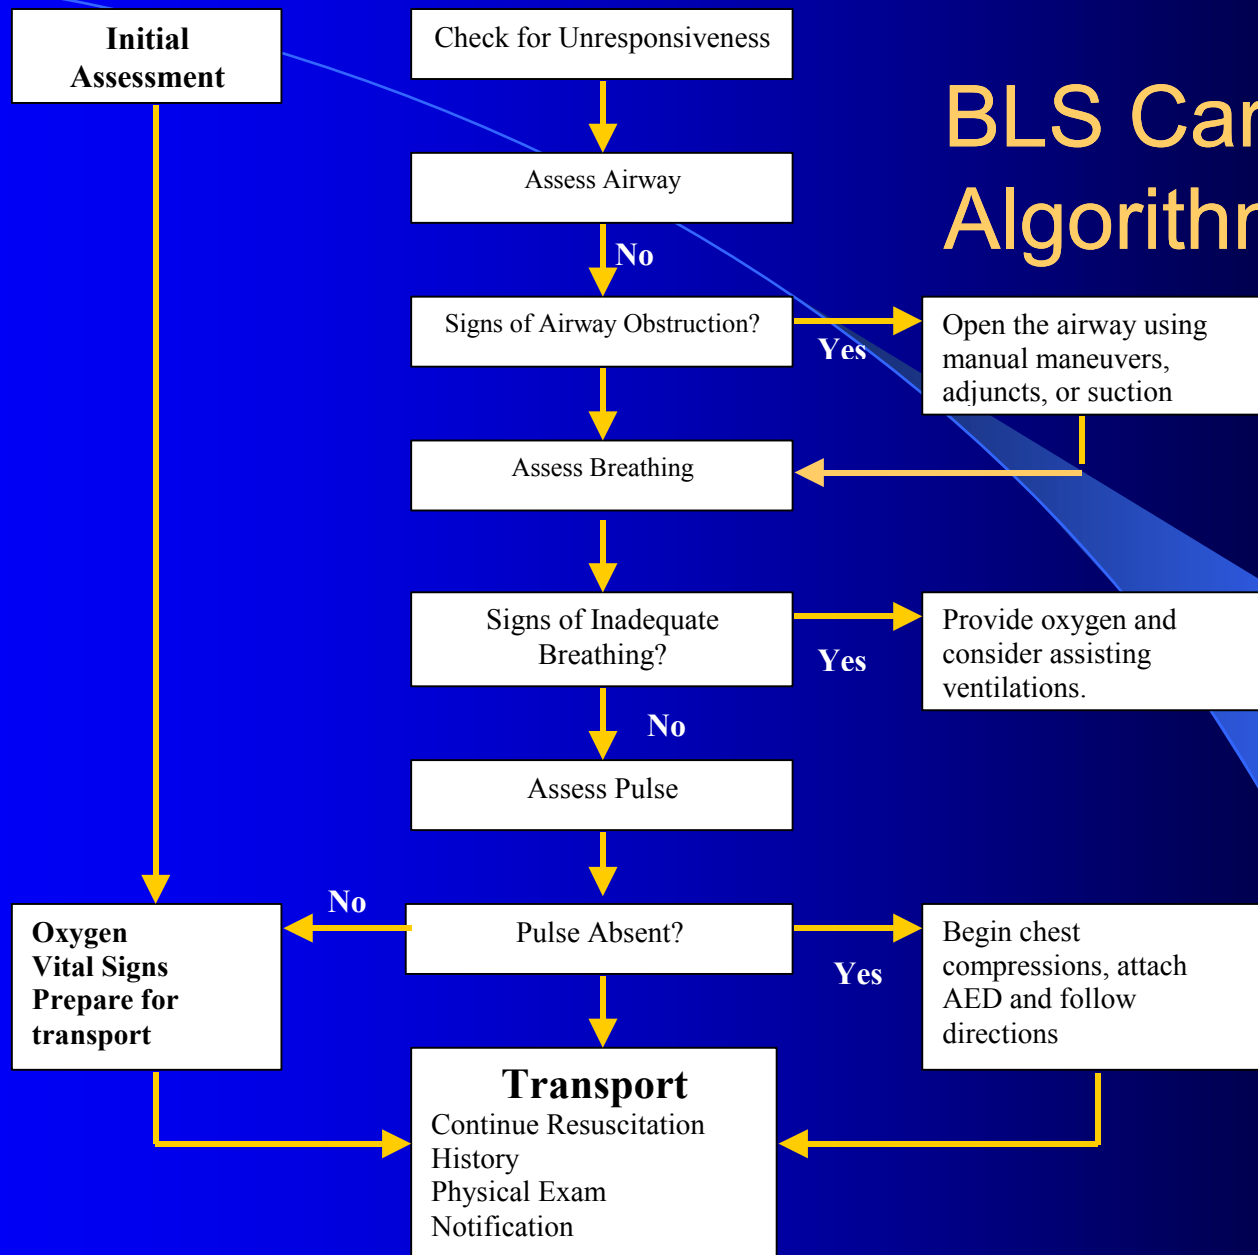 Initial
Assessment
Check for Unresponsiveness
BLS Car
Algorithm
Assess Airway
No
Signs of Airway Obstruction?
Yes
Open the airway using
manual maneuvers,
adjuncts, or suction
Assess Breathing
Signs of Inadequate
Breathing?
Yes
Provide oxygen and
consider assisting
ventilations.
No
Assess Pulse
No
Pulse Absent?
Yes
Oxygen
Vital Signs
Prepare for
transport
Begin chest
compressions, attach
AED and follow
directions
Transport
Continue Resuscitation
History
Physical Exam
Notification